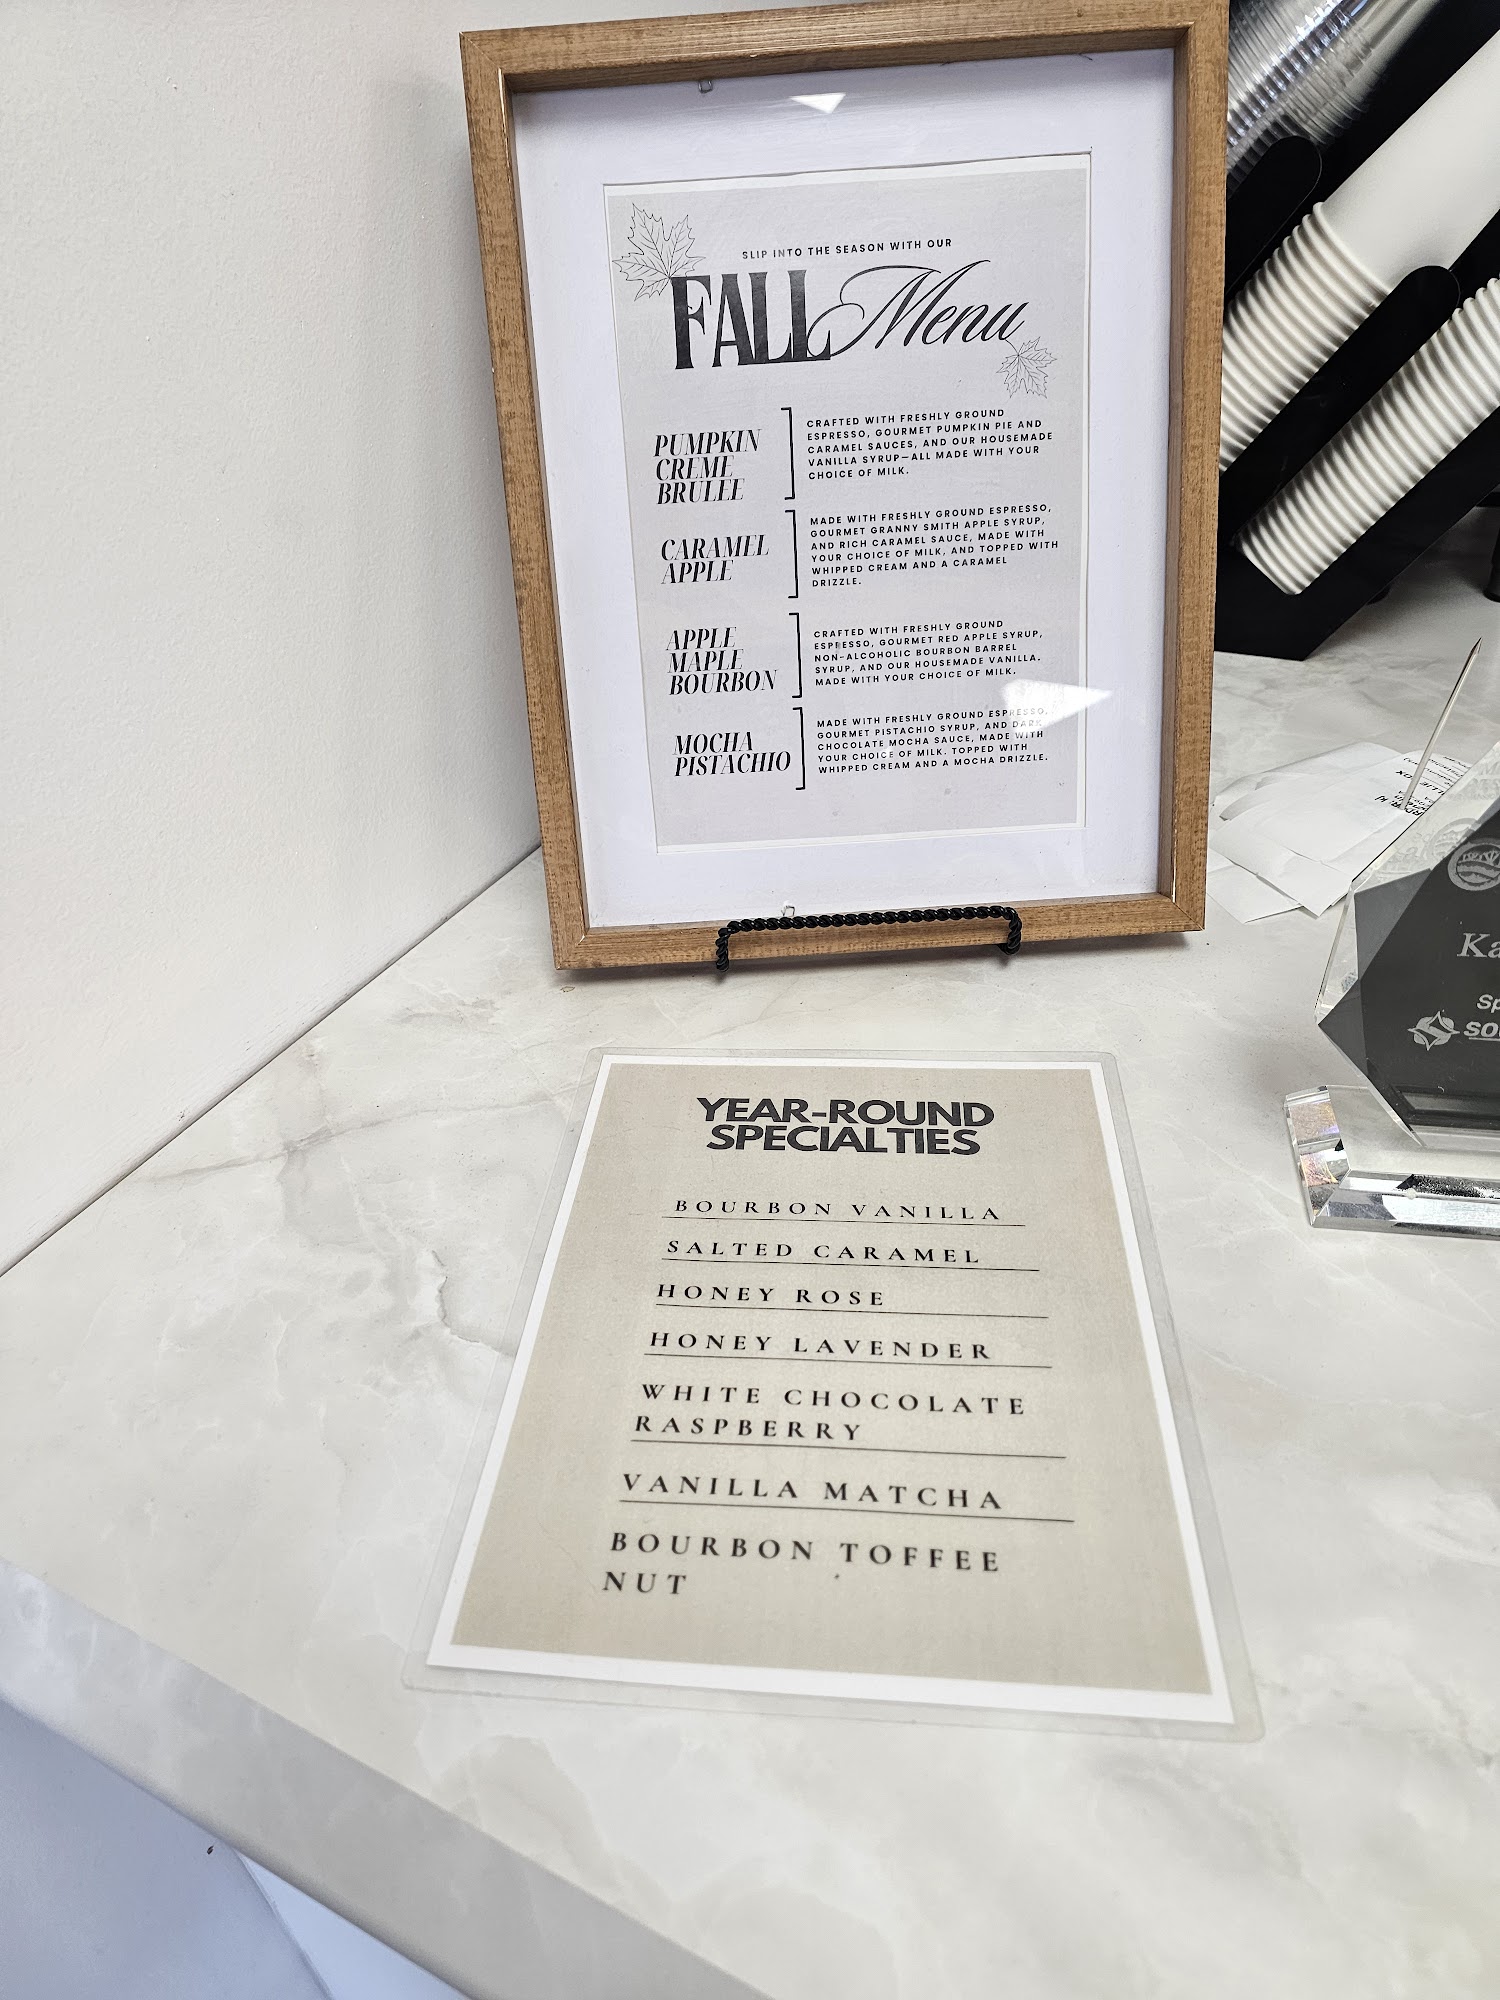 SLIP INTO THE SEASON WITH OUR
FALL Menu
PUMPKIN
CREME
BRULEE
CRAFTED WITH FRESHLY GROUND
ESPRESSO, GOURMET PUMPKIN PIE AND
CARAMEL SAUCES, AND OUR HOUSEMADE
VANILLA SYRUP—ALL MADE WITH YOUR
CHOICE OF MILK.
CARAMEL
APPLE
MADE WITH FRESHLY GROUND ESPRESSO,
GOURMET GRANNY SMITH APPLE SYRUP,
AND RICH CARAMEL SAUCE, MADE WITH
YOUR CHOICE OF MILK, AND TOPPED WITH
WHIPPED CREAM AND A CARAMEL
DRIZZLE.
APPLE
MAPLE
BOURBON
CRAFTED WITH FRESHLY GROUND
ESPRESSO, GOURMET RED APPLE SYRUP,
NON-ALCOHOLIC BOURBON BARREL
SYRUP, AND OUR HOUSEMADE VANILLA.
MADE WITH YOUR CHOICE OF MILK.
MOCHA
PISTACHIO
MADE WITH FRESHLY GROUND ESPRESSO,
GOURMET PISTACHIO SYRUP, AND DARK
CHOCOLATE MOCHA SAUCE, MADE WITH
YOUR CHOICE OF MILK. TOPPED WITH
WHIPPED CREAM AND A MOCHA DRIZZLE.
Ka
Sp
YEAR-ROUND
SPECIALTIES
BOURBON VANILLA
SALTED CARAMEL
HONEY ROSE
HONEY LAVENDER
WHITE CHOCOLATE
RASPBERRY
VANILLA MATCHA
BOURBON TOFFEE
NUT